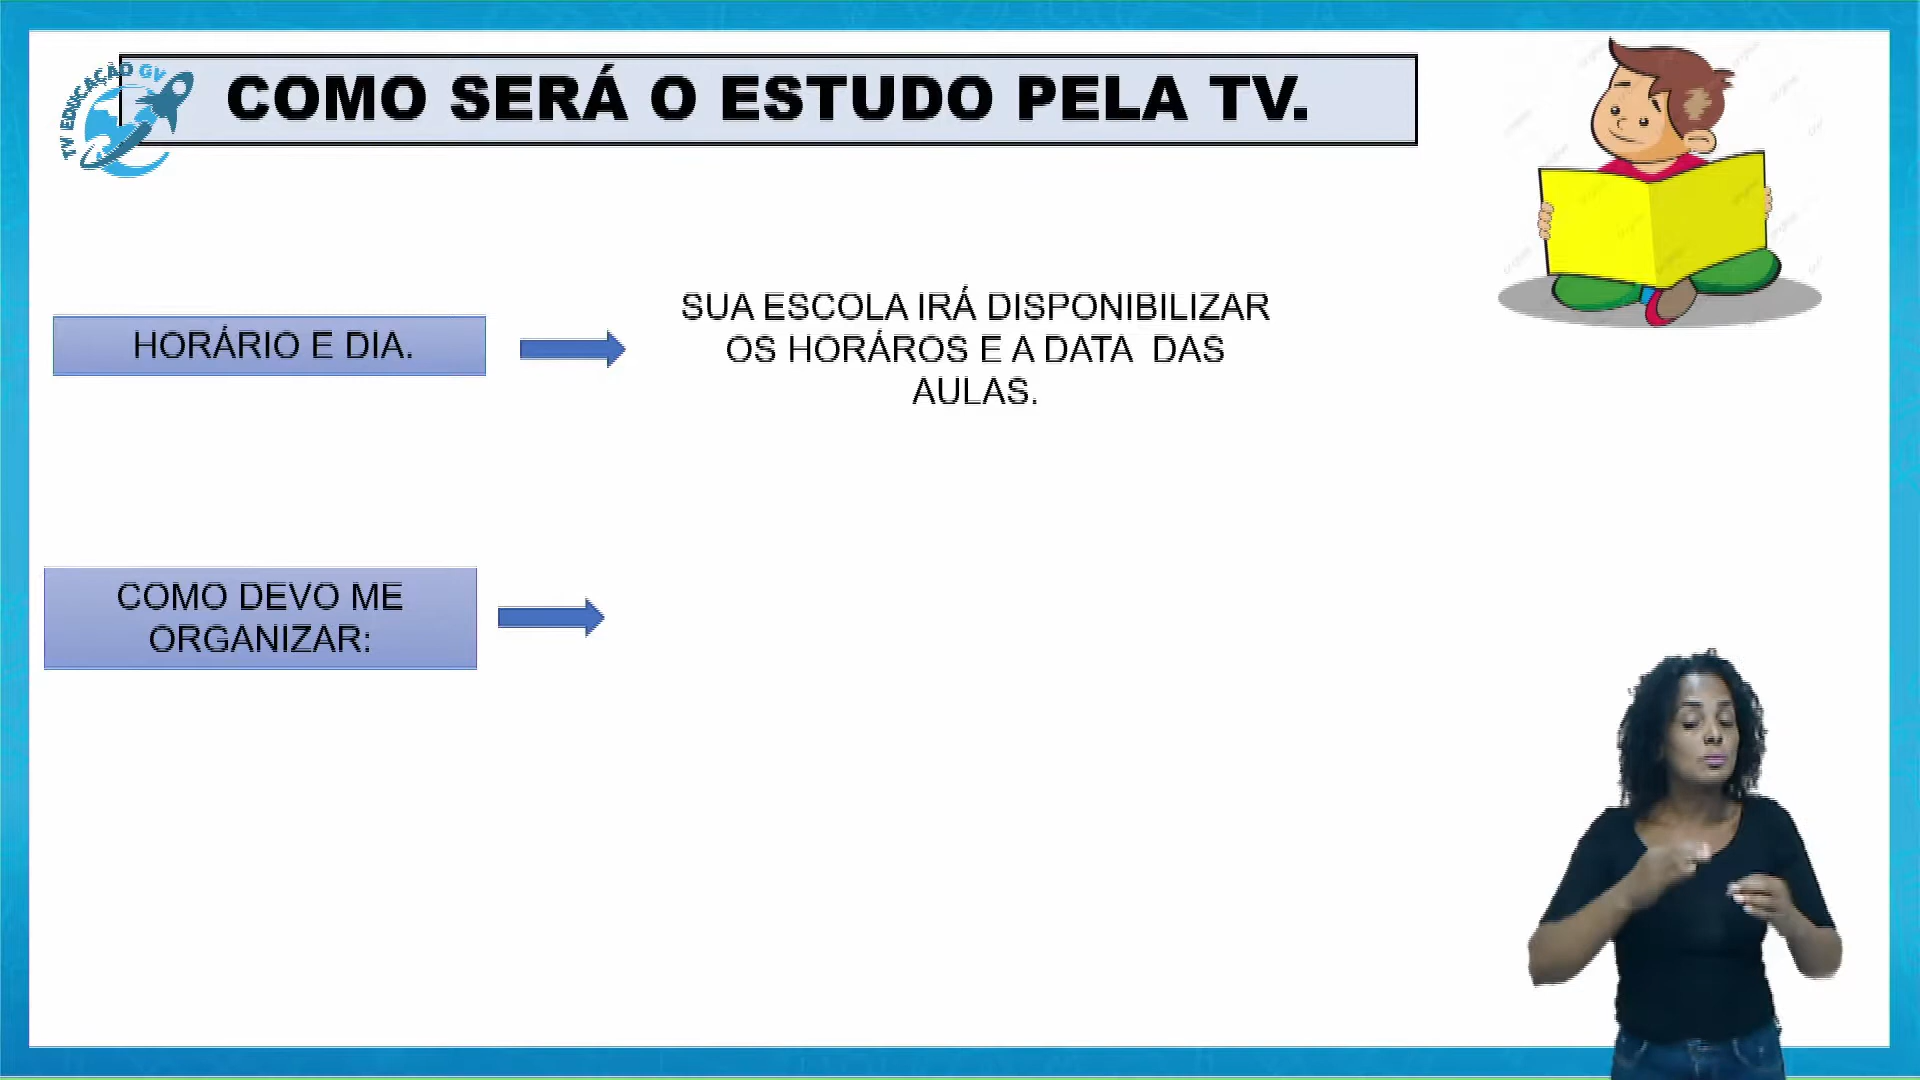 TV EDUCAÇÃO GV
COMO SERÁ O ESTUDO PELA TV.
HORÁRIO E DIA.
SUA ESCOLA IRÁ DISPONIBILIZAR
OS HORÁROS E A DATA DAS
AULAS.
COMO DEVO ME
ORGANIZAR: